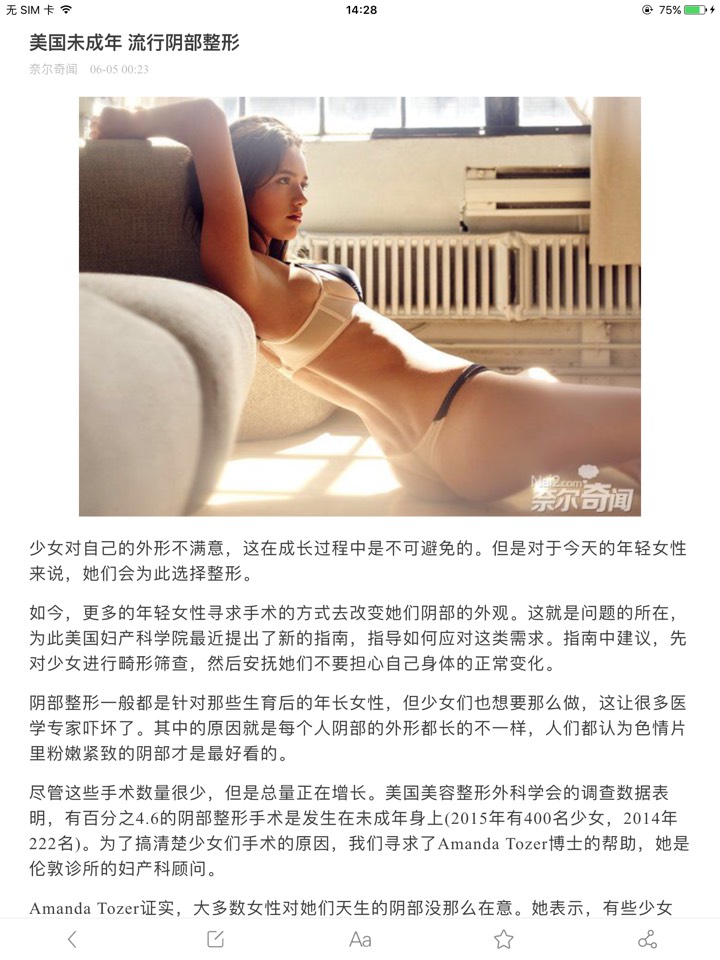 无 SIM 卡
14:28
75%
美国未成年 流行阴部整形
奈尔奇闻 06-05 00:23
Nai2.com
奈尔奇闻
少女对自己的外形不满意，这在成长过程中是不可避免的。但是对于今天的年轻女性
来说，她们会为此选择整形。
如今，更多的年轻女性寻求手术的方式去改变她们阴部的外观。这就是问题的所在，
为此美国妇产科学院最近提出了新的指南，指导如何应对这类需求。指南中建议，先
对少女进行畸形筛查，然后安抚她们不要担心自己身体的正常变化。
阴部整形一般都是针对那些生育后的年长女性，但少女们也想要那么做，这让很多医
学专家吓坏了。其中的原因就是每个人阴部的外形都长的不一样，人们都认为色情片
里粉嫩紧致的阴部才是最好看的。
尽管这些手术数量很少，但是总量正在增长。美国美容整形外科学会的调查数据表
明，有百分之4.6的阴部整形手术是发生在未成年身上(2015年有400名少女，2014年
222名)。为了搞清楚少女们手术的原因，我们寻求了Amanda Tozer博士的帮助，她是
伦敦诊所的妇产科顾问。
Amanda Tozer证实，大多数女性对她们天生的阴部没那么在意。她表示，有些少女
Aa